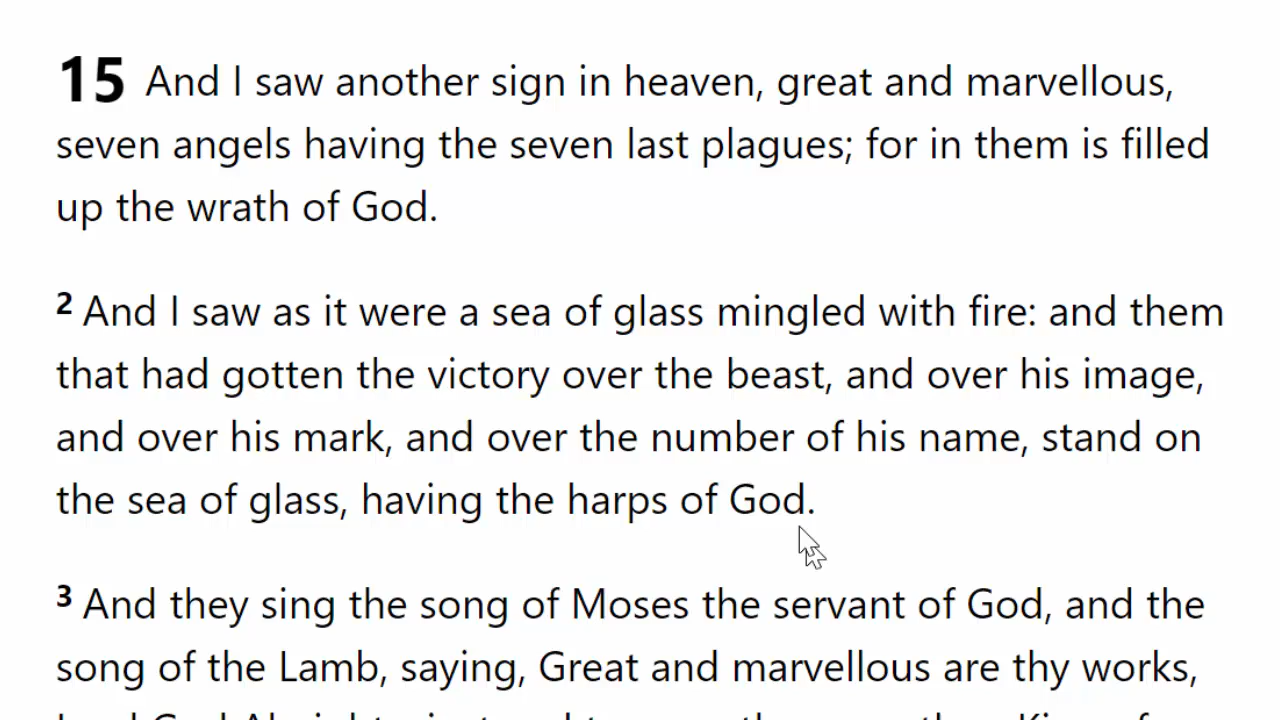 15 And I saw another sign in heaven, great and marvellous,
seven angels having the seven last plagues; for in them is filled
up the wrath of God.
2 And I saw as it were a sea of glass mingled with fire: and them
that had gotten the victory over the beast, and over his image,
and over his mark, and over the number of his name, stand on
the sea of glass, having the harps of God.
3 And they sing the song of Moses the servant of God, and the
song of the Lamb, saying, Great and marvellous are thy works,